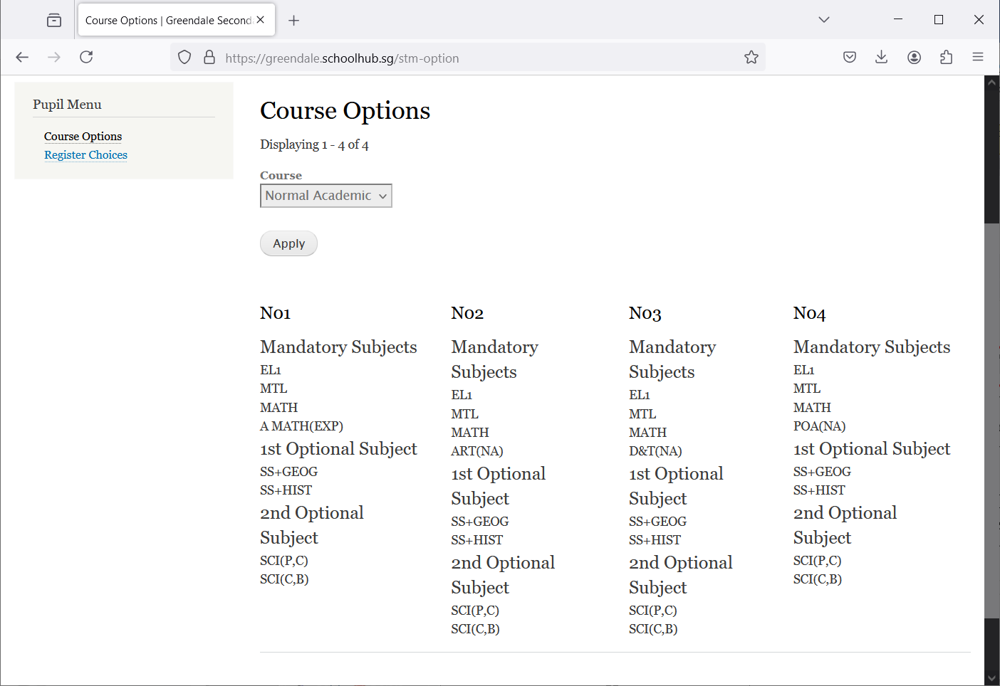 Course Options | Greendale Second
https://greendale.schoolhub.sg/stm-option
Pupil Menu
Course Options
Register Choices
Course Options
Displaying 1 - 4 of 4
Course
Normal Academic
Apply
No1
Mandatory Subjects
EL1
MTL
MATH
A MATH(EXP)
1st Optional Subject
SS+GEOG
SS+HIST
2nd Optional
Subject
SCI(P,C)
SCI(C,B)
No2
Mandatory
Subjects
EL1
MTL
MATH
ART(NA)
1st Optional
Subject
SS+GEOG
SS+HIST
2nd Optional
Subject
SCI(P,C)
SCI(C,B)
No3
Mandatory
Subjects
EL1
MTL
MATH
D&T(NA)
1st Optional
Subject
SS+GEOG
SS+HIST
2nd Optional
Subject
SCI(P,C)
SCI(C,B)
No4
Mandatory Subjects
EL1
MTL
MATH
POA(NA)
1st Optional Subject
SS+GEOG
SS+HIST
2nd Optional
Subject
SCI(P,C)
SCI(C,B)